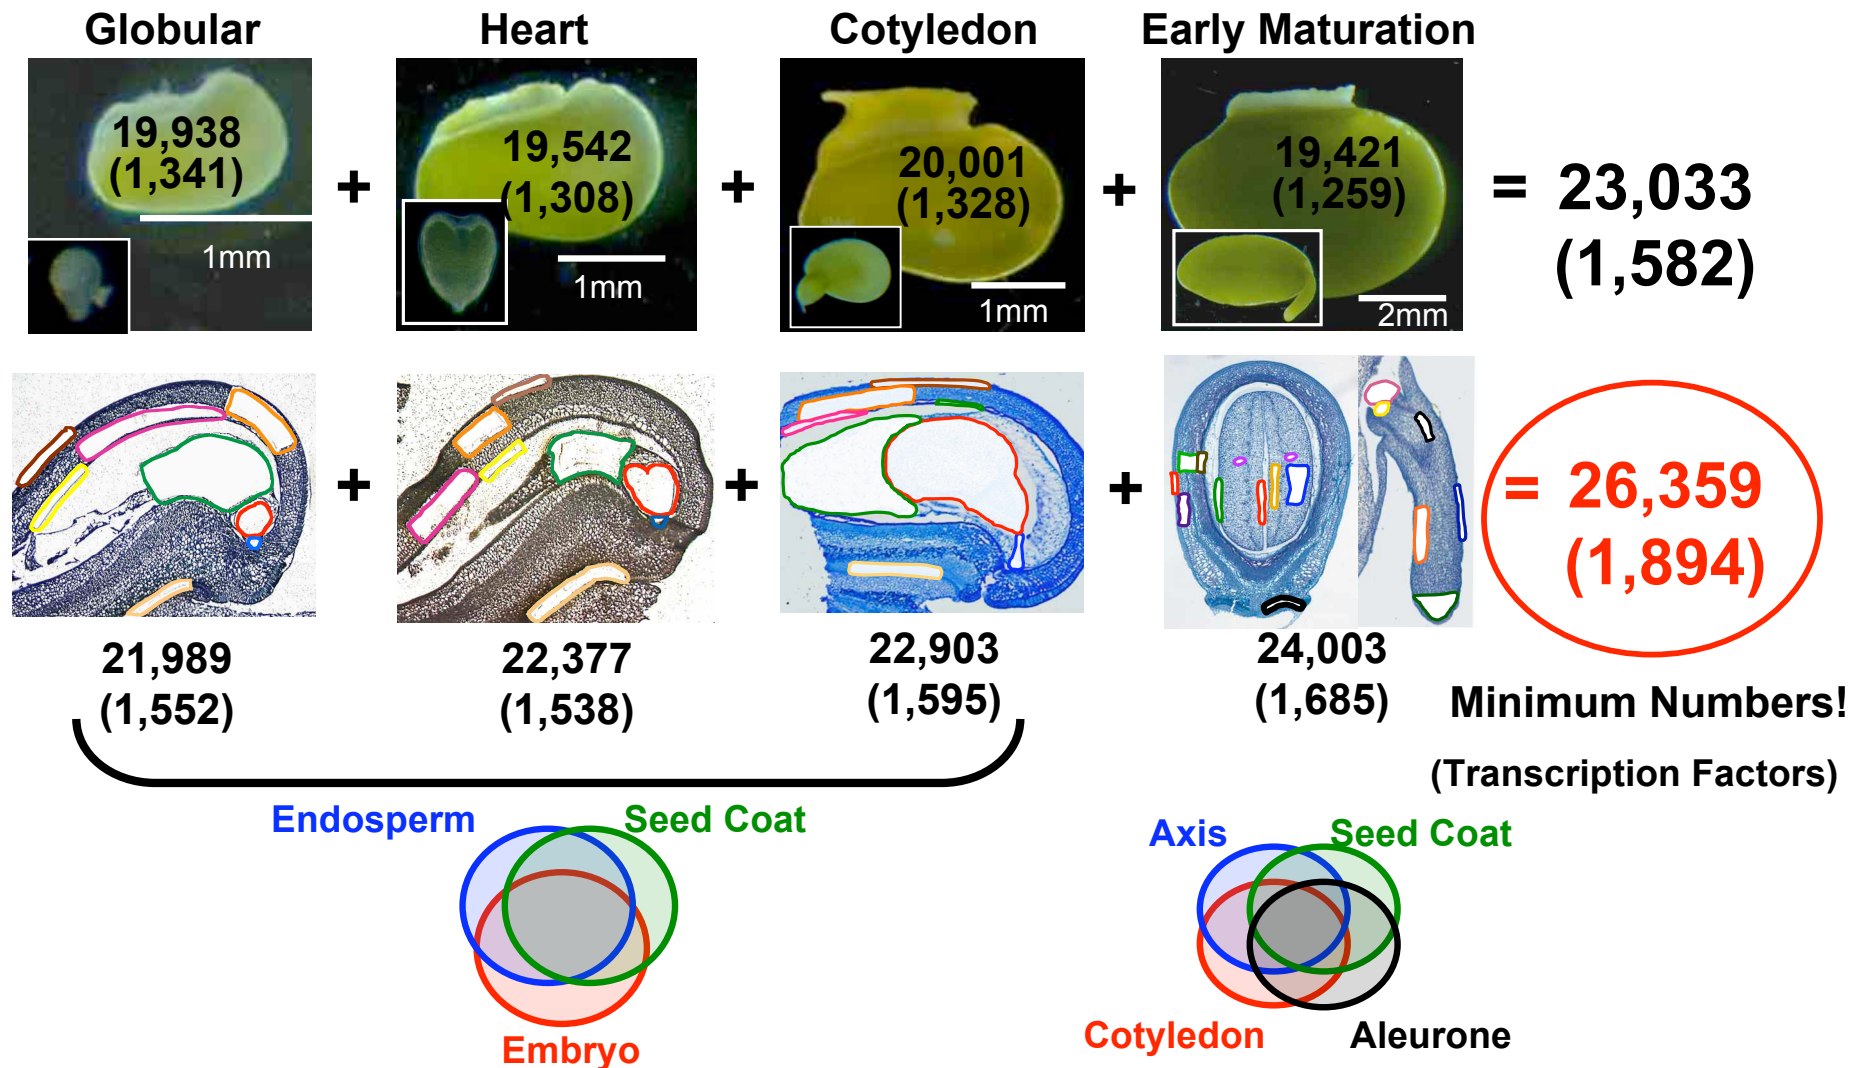 Globular
Heart
Cotyledon
Early Maturation
19,938
(1,341)
1mm
+
19,542
(1,308)
1mm
+
20,001
(1,328)
1mm
+
19,421
(1,259)
2mm
= 23,033
(1,582)
+
+
+
= 26,359
(1,894)
21,989
(1,552)
22,377
(1,538)
22,903
(1,595)
24,003
(1,685)
Minimum Numbers!
(Transcription Factors)
Endosperm
Seed Coat
Embryo
Axis
Seed Coat
Cotyledon
Aleurone